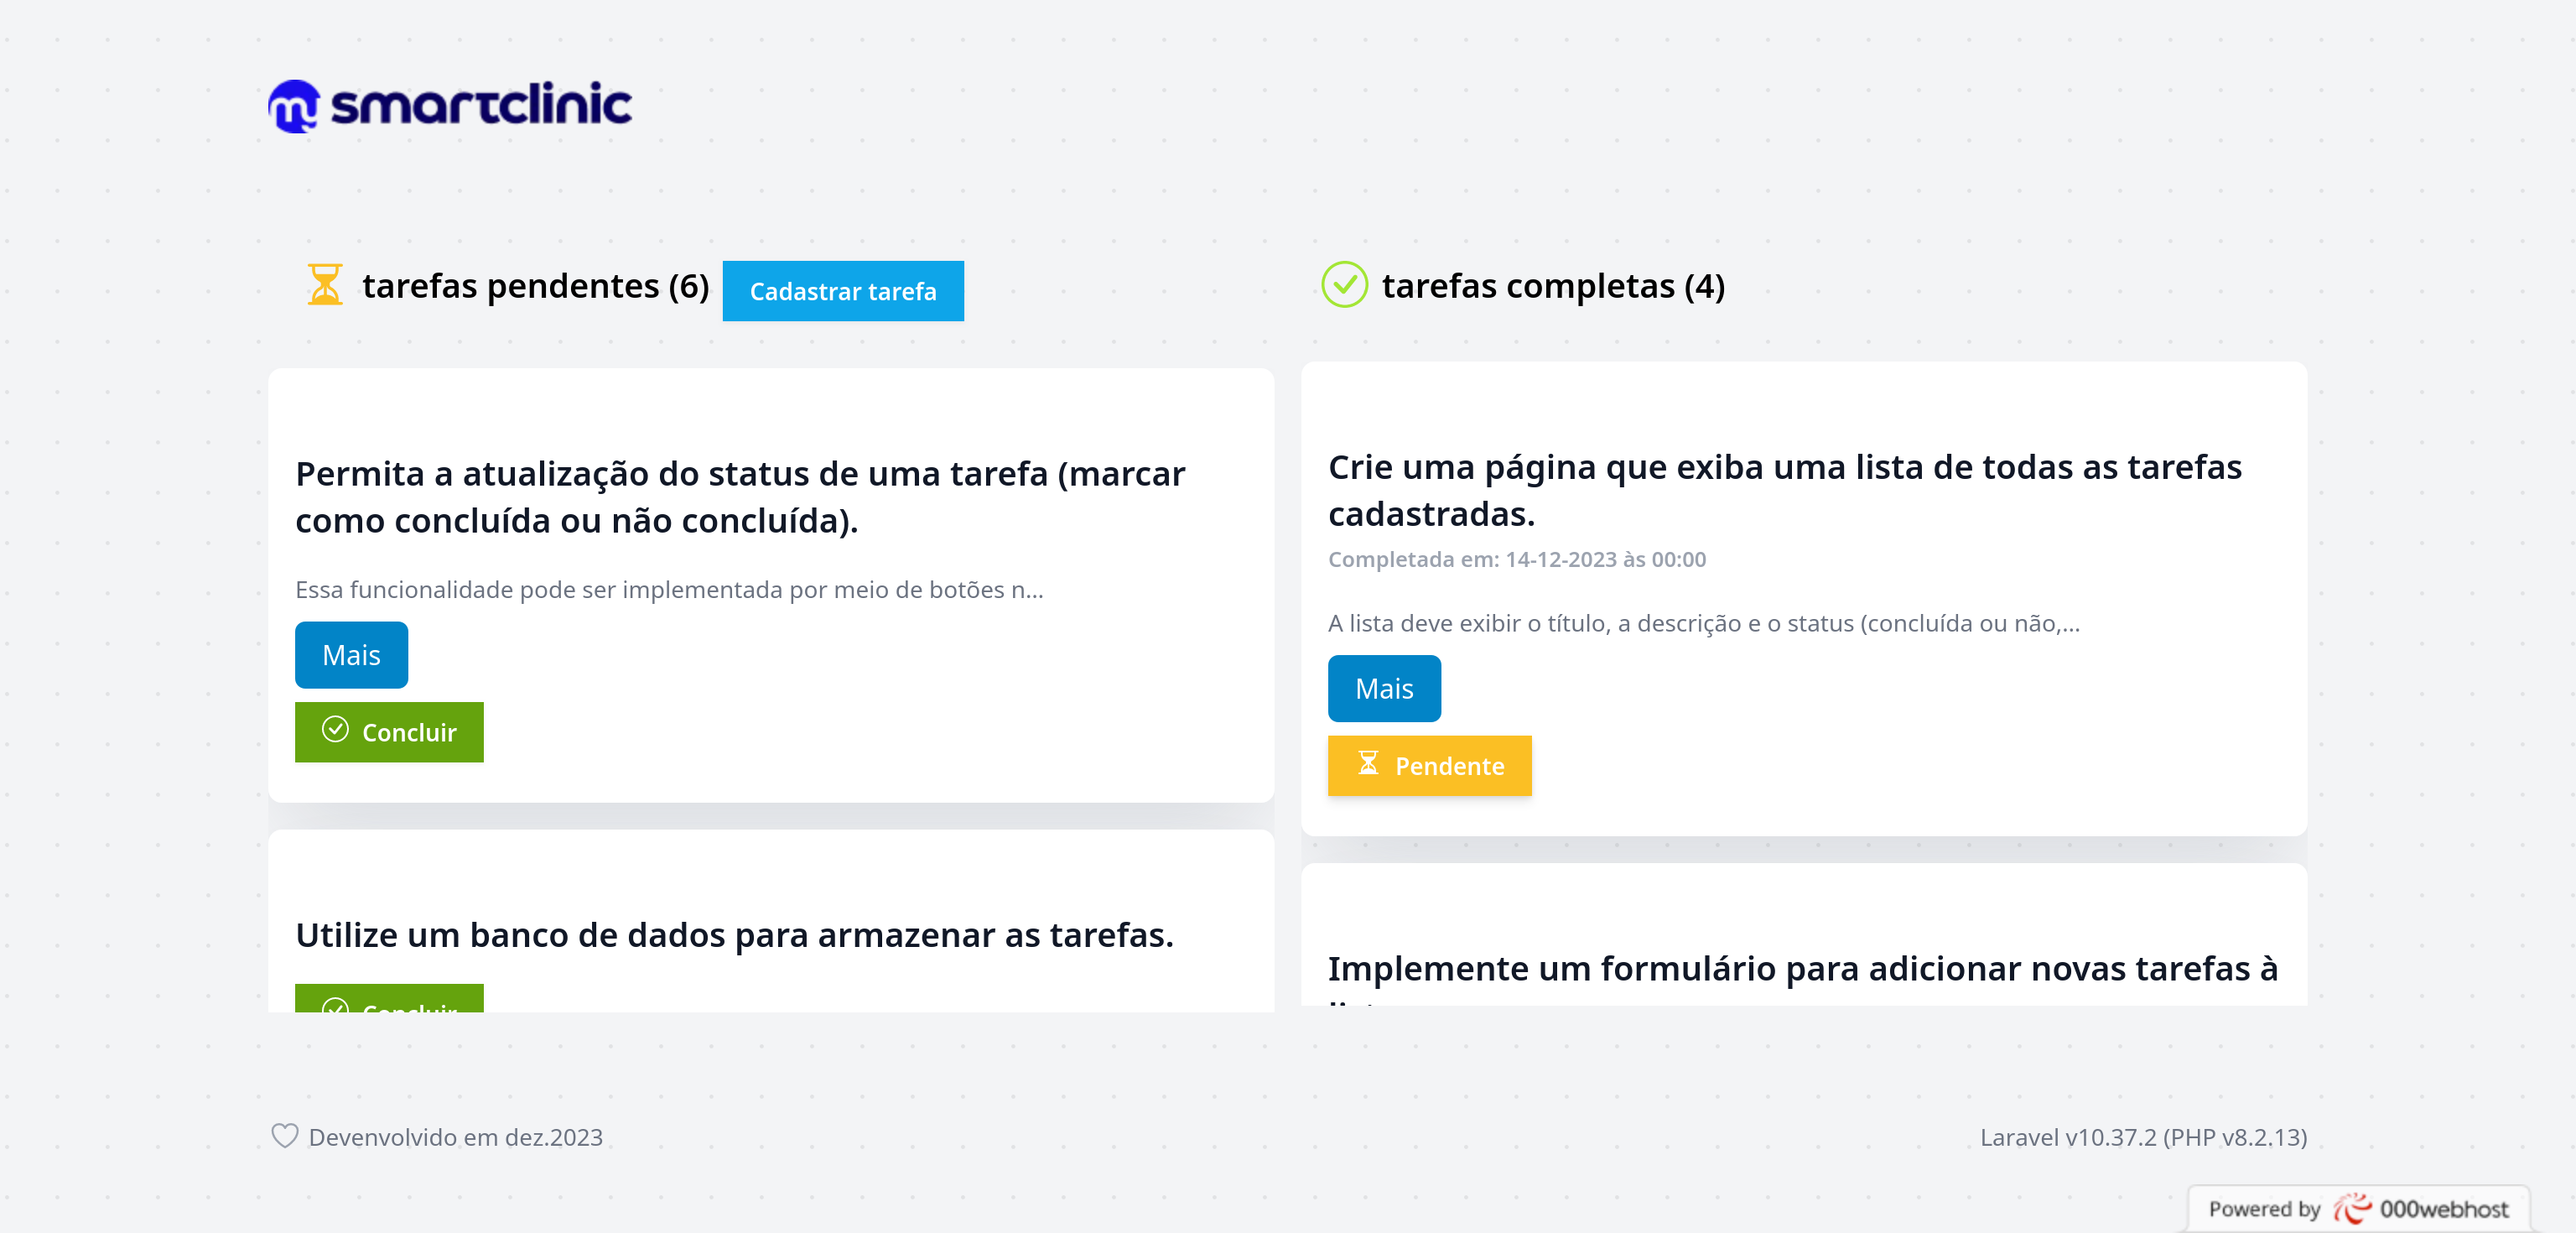 smartclinic
tarefas pendentes (6)
Cadastrar tarefa
Permita a atualização do status de uma tarefa (marcar
como concluída ou não concluída).
Essa funcionalidade pode ser implementada por meio de botões n...
Mais
Concluir
Utilize um banco de dados para armazenar as tarefas.
Concluir
tarefas completas (4)
Crie uma página que exiba uma lista de todas as tarefas
cadastradas.
Completada em: 14-12-2023 às 00:00
A lista deve exibir o título, a descrição e o status (concluída ou não,...
Mais
Pendente
Implemente um formulário para adicionar novas tarefas à
Devenvolvido em dez.2023
Laravel v10.37.2 (PHP v8.2.13)
Powered by 000webhost